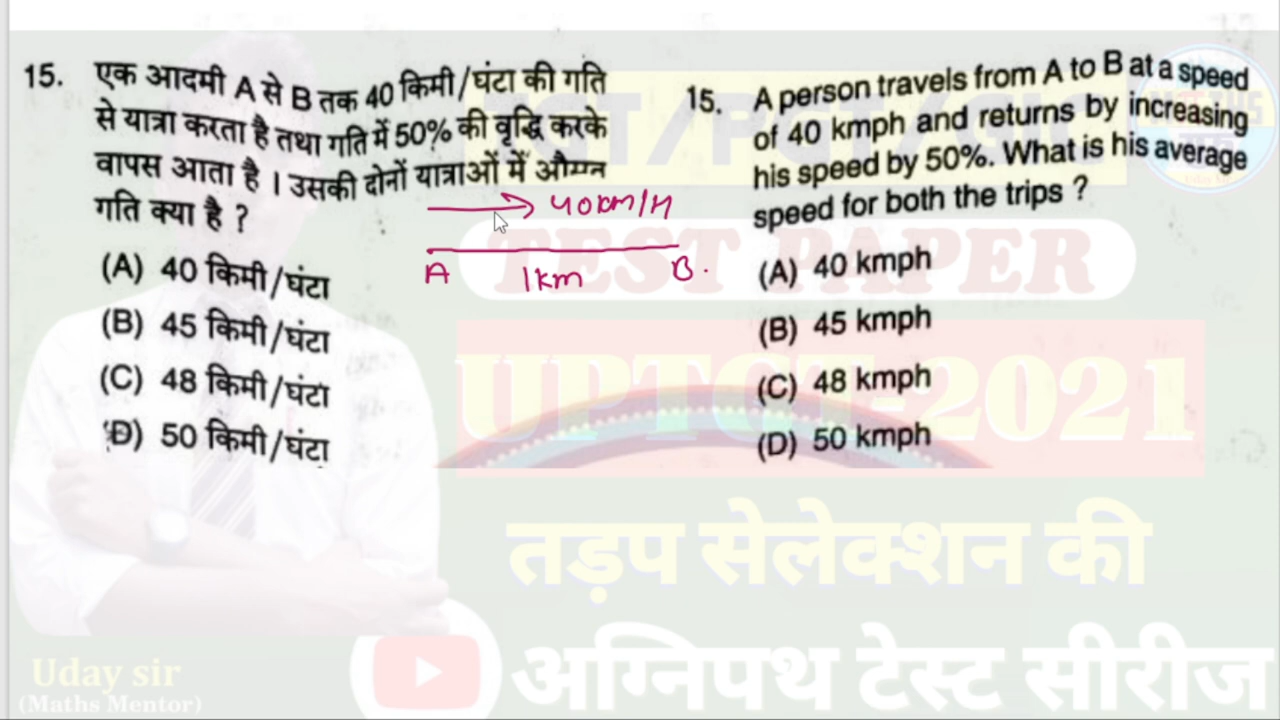 15. एक आदमी A से B तक 40 किमी/घंटा की गति
से यात्रा करता है तथा गति में 50% की वृद्धि करके
वापस आता है । उसकी दोनों यात्राओं में औसत
गति क्या है ?
(A) 40 किमी/घंटा
(B) 45 किमी/घंटा
(C) 48 किमी/घंटा
(D) 50 किमी/घंटा
40km/H
A 1km B.
15. A person travels from A to B at a speed
of 40 kmph and returns by increasing
his speed by 50%. What is his average
speed for both the trips ?
(A) 40 kmph
(B) 45 kmph
(C) 48 kmph
(D) 50 kmph
TGT/PGT/GIC
TEST PAPER
UPTGT-2021
तड़प सेलेक्शन की
अग्निपथ टेस्ट सीरीज
Uday sir
(Maths Mentor)